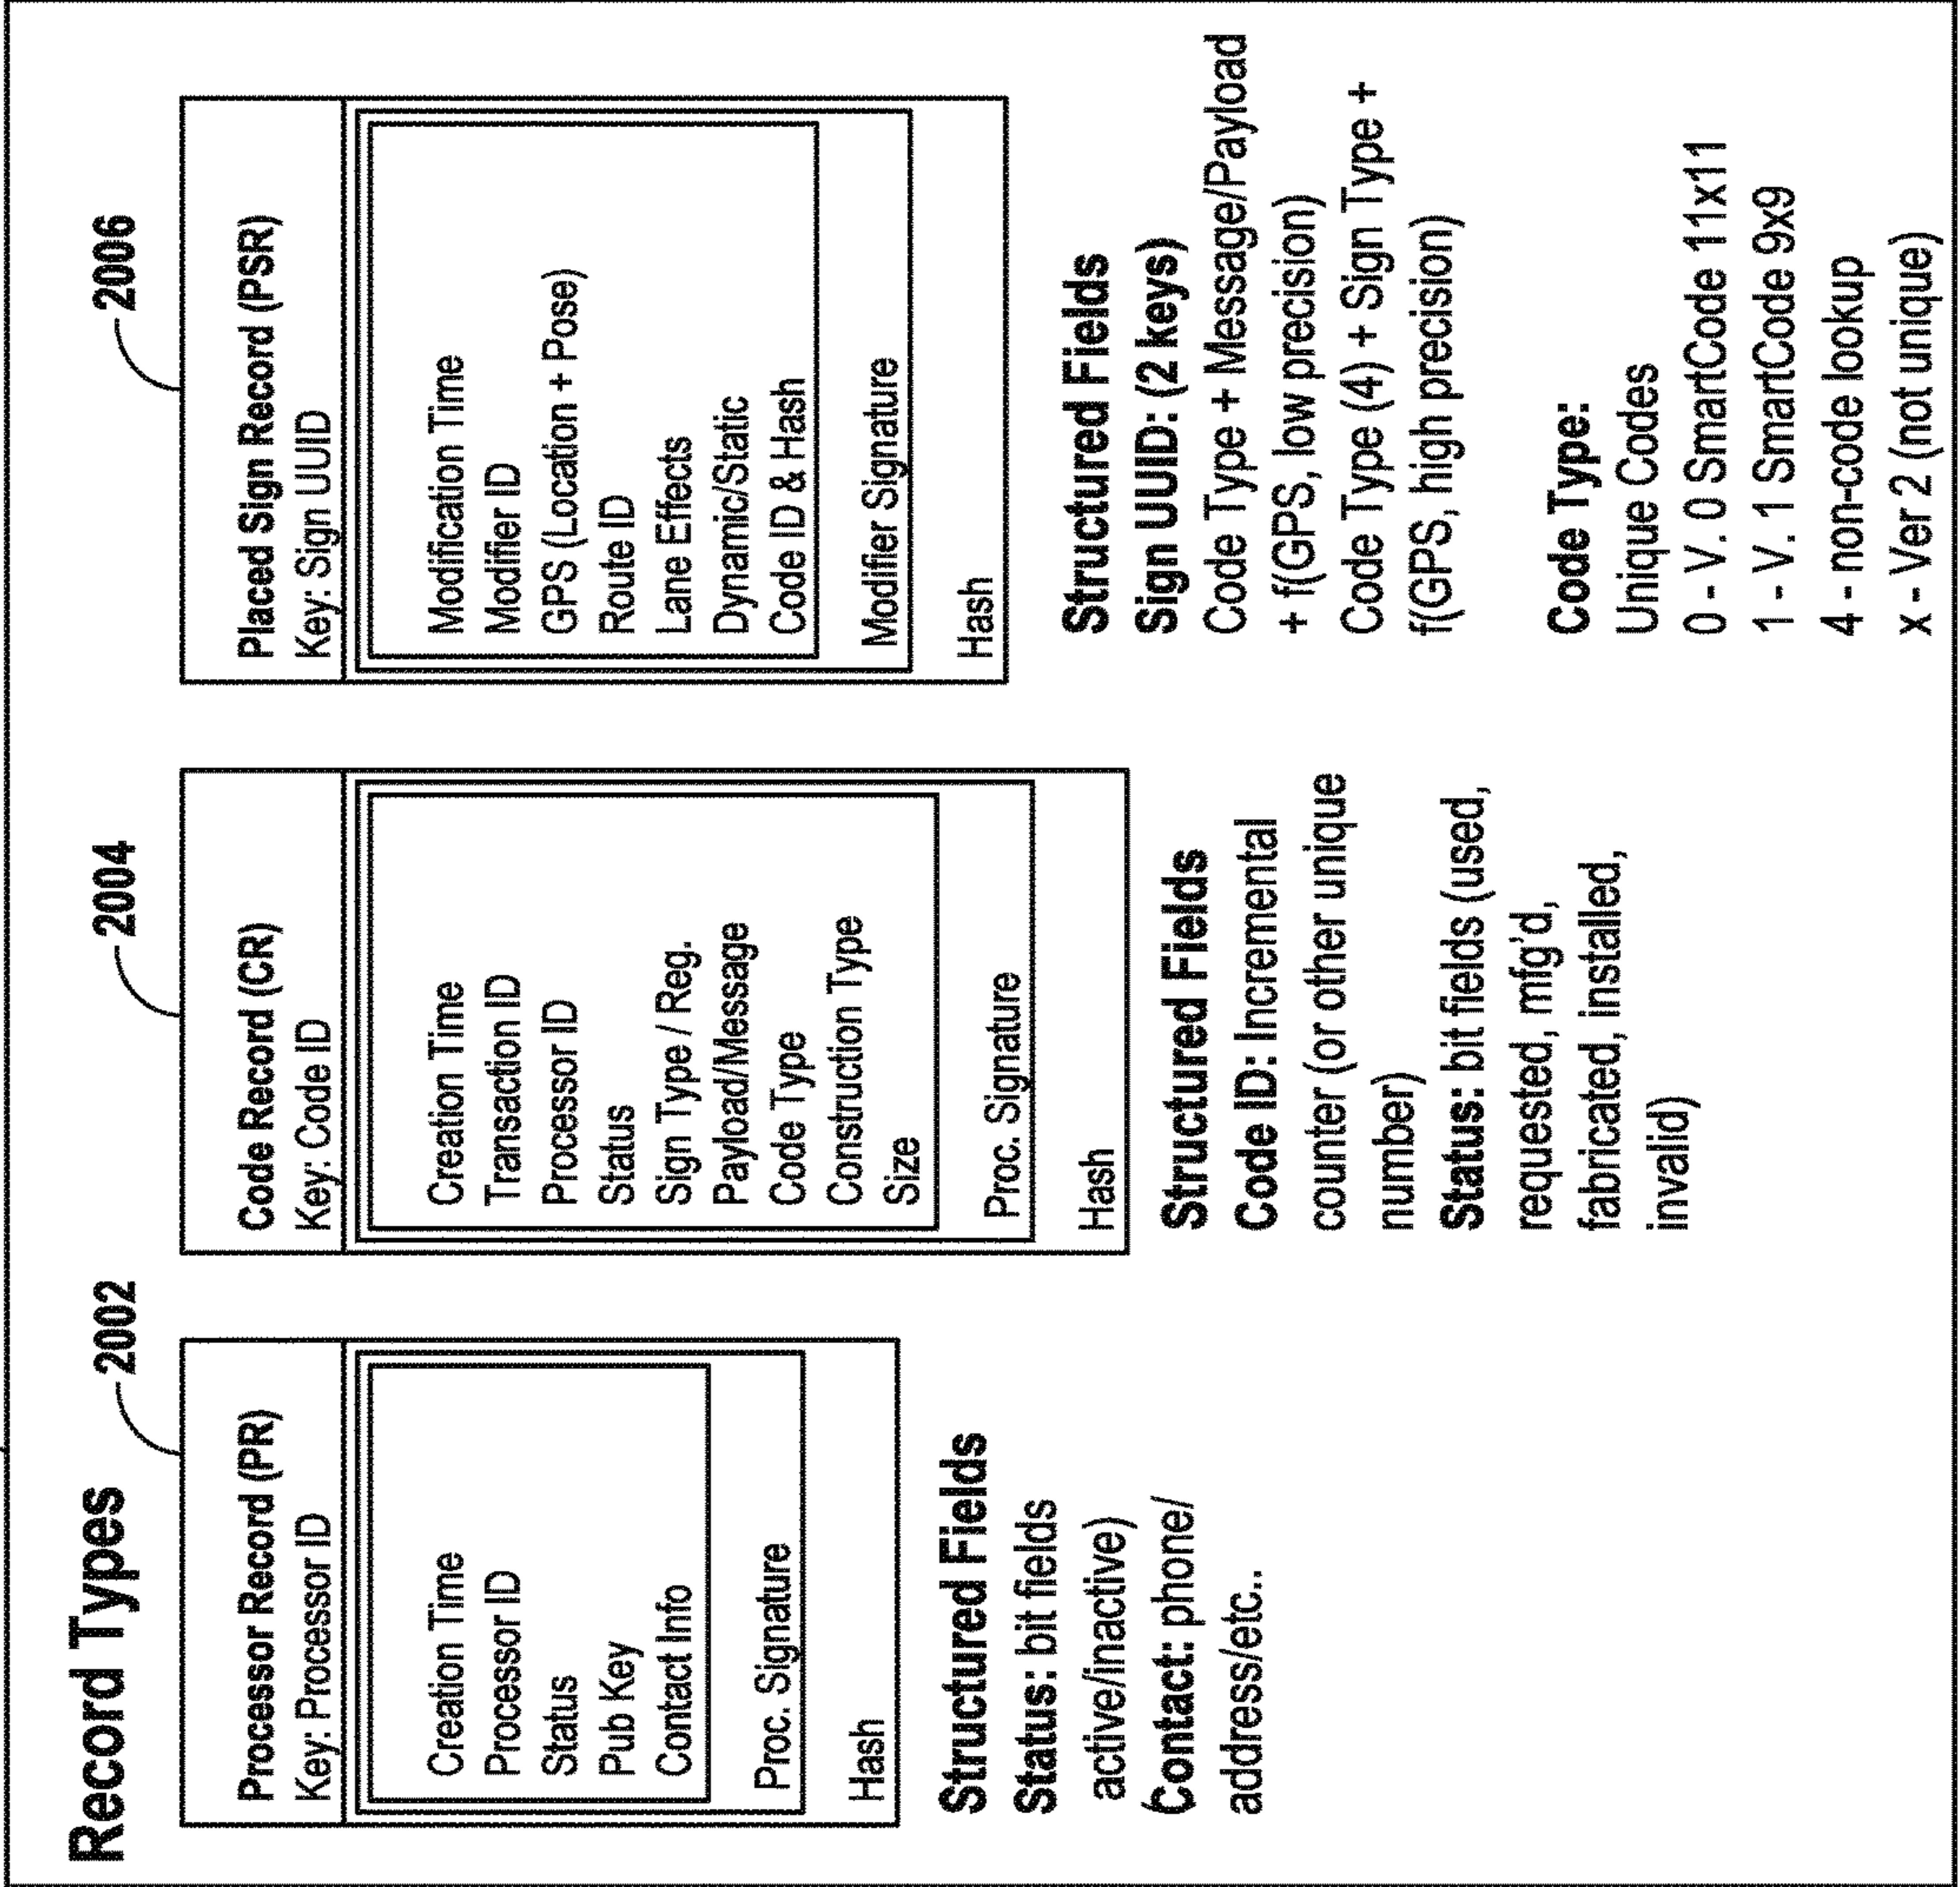 Record Types
2002
Processor Record (PR)
Key: Processor ID
Creation Time
Processor ID
Status
Pub Key
Contact Info
Proc. Signature
Hash
Structured Fields
Status: bit fields
active/inactive)
(Contact: phone/
address/etc..
2004
Code Record (CR)
Key: Code ID
Creation Time
Transaction ID
Processor ID
Status
Sign Type / Reg.
Payload/Message
Code Type
Construction Type
Size
Proc. Signature
Hash
Structured Fields
Code ID: Incremental
counter (or other unique
number)
Status: bit fields (used,
requested, mfg'd,
fabricated, installed,
invalid)
2006
Placed Sign Record (PSR)
Key: Sign UUID
Modification Time
Modifier ID
GPS (Location + Pose)
Route ID
Lane Effects
Dynamic/Static
Code ID & Hash
Modifier Signature
Hash
Structured Fields
Sign UUID: (2 keys)
Code Type + Message/Payload
+ f(GPS, low precision)
Code Type (4) + Sign Type +
f(GPS, high precision)
Code Type:
Unique Codes
0 - V. 0 SmartCode 11x11
1 - V. 1 SmartCode 9x9
4 - non-code lookup
x - Ver 2 (not unique)